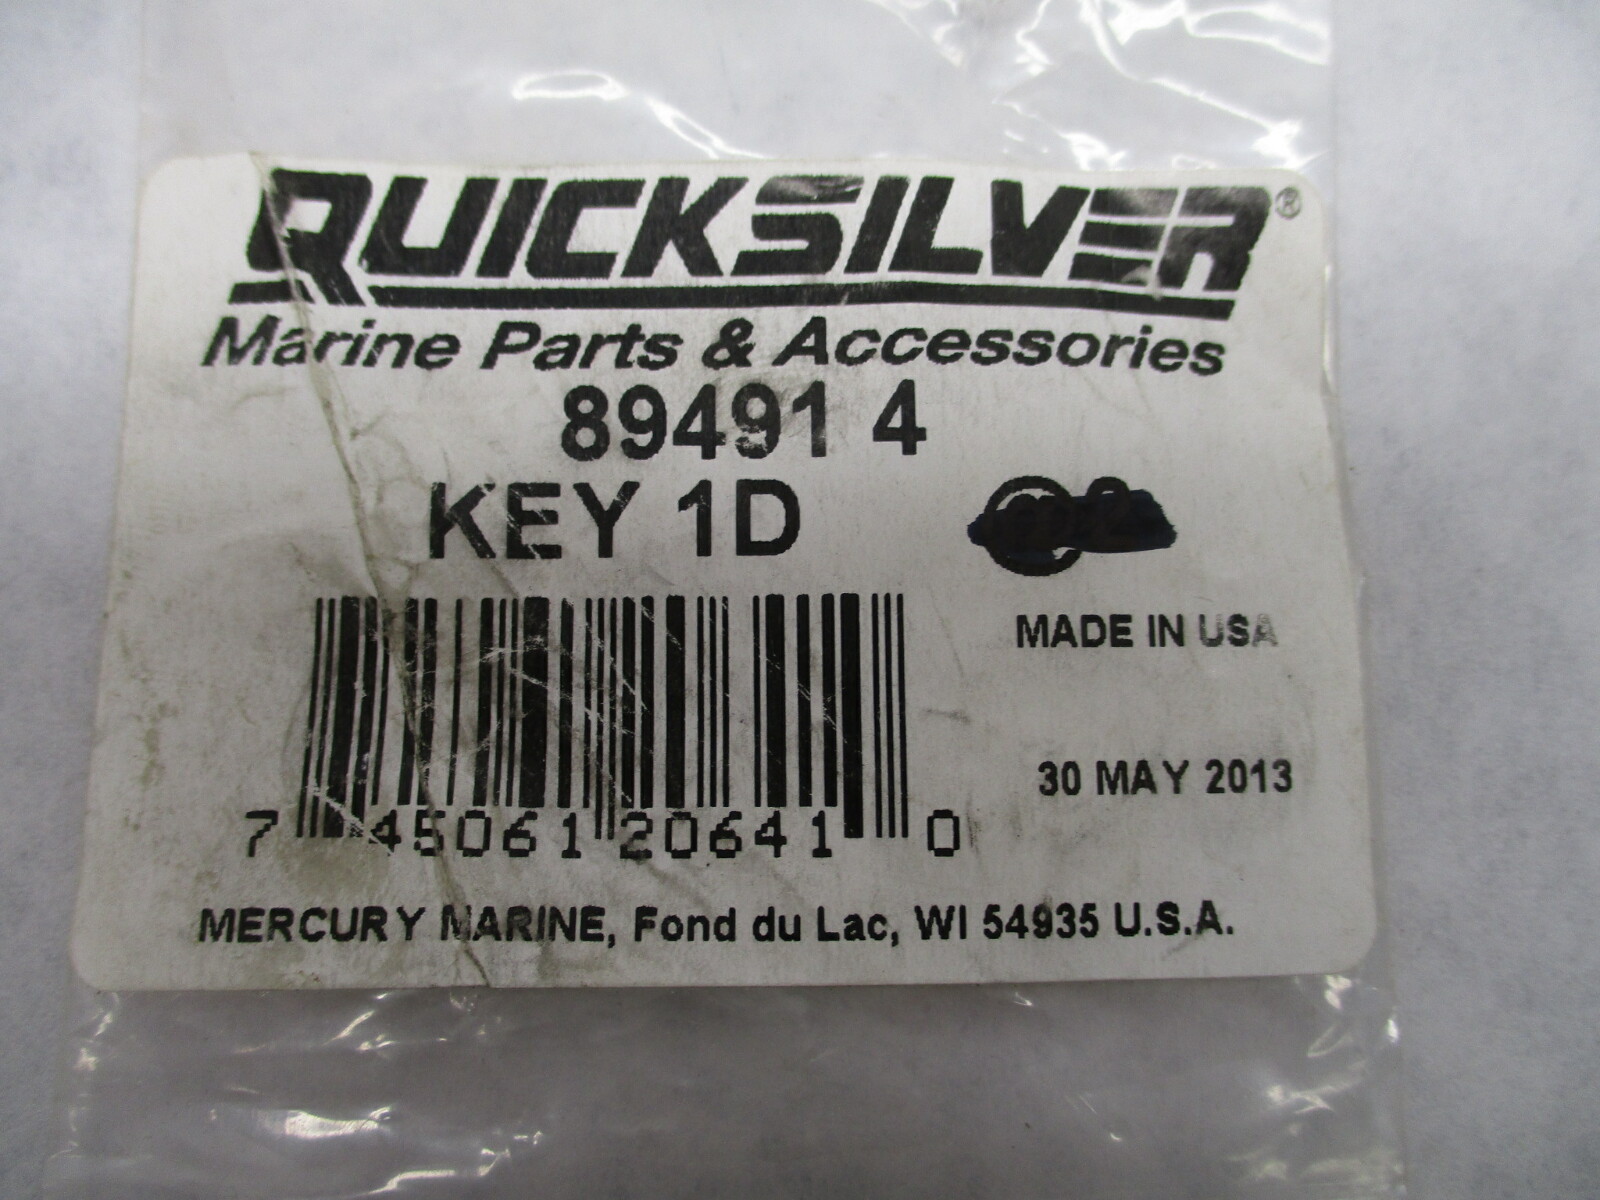 QUICKSILVER®
Marine Parts & Accessories
89491 4
KEY 1D
MADE IN USA
30 MAY 2013
7 45061 20641 0
MERCURY MARINE, Fond du Lac, WI 54935 U.S.A.